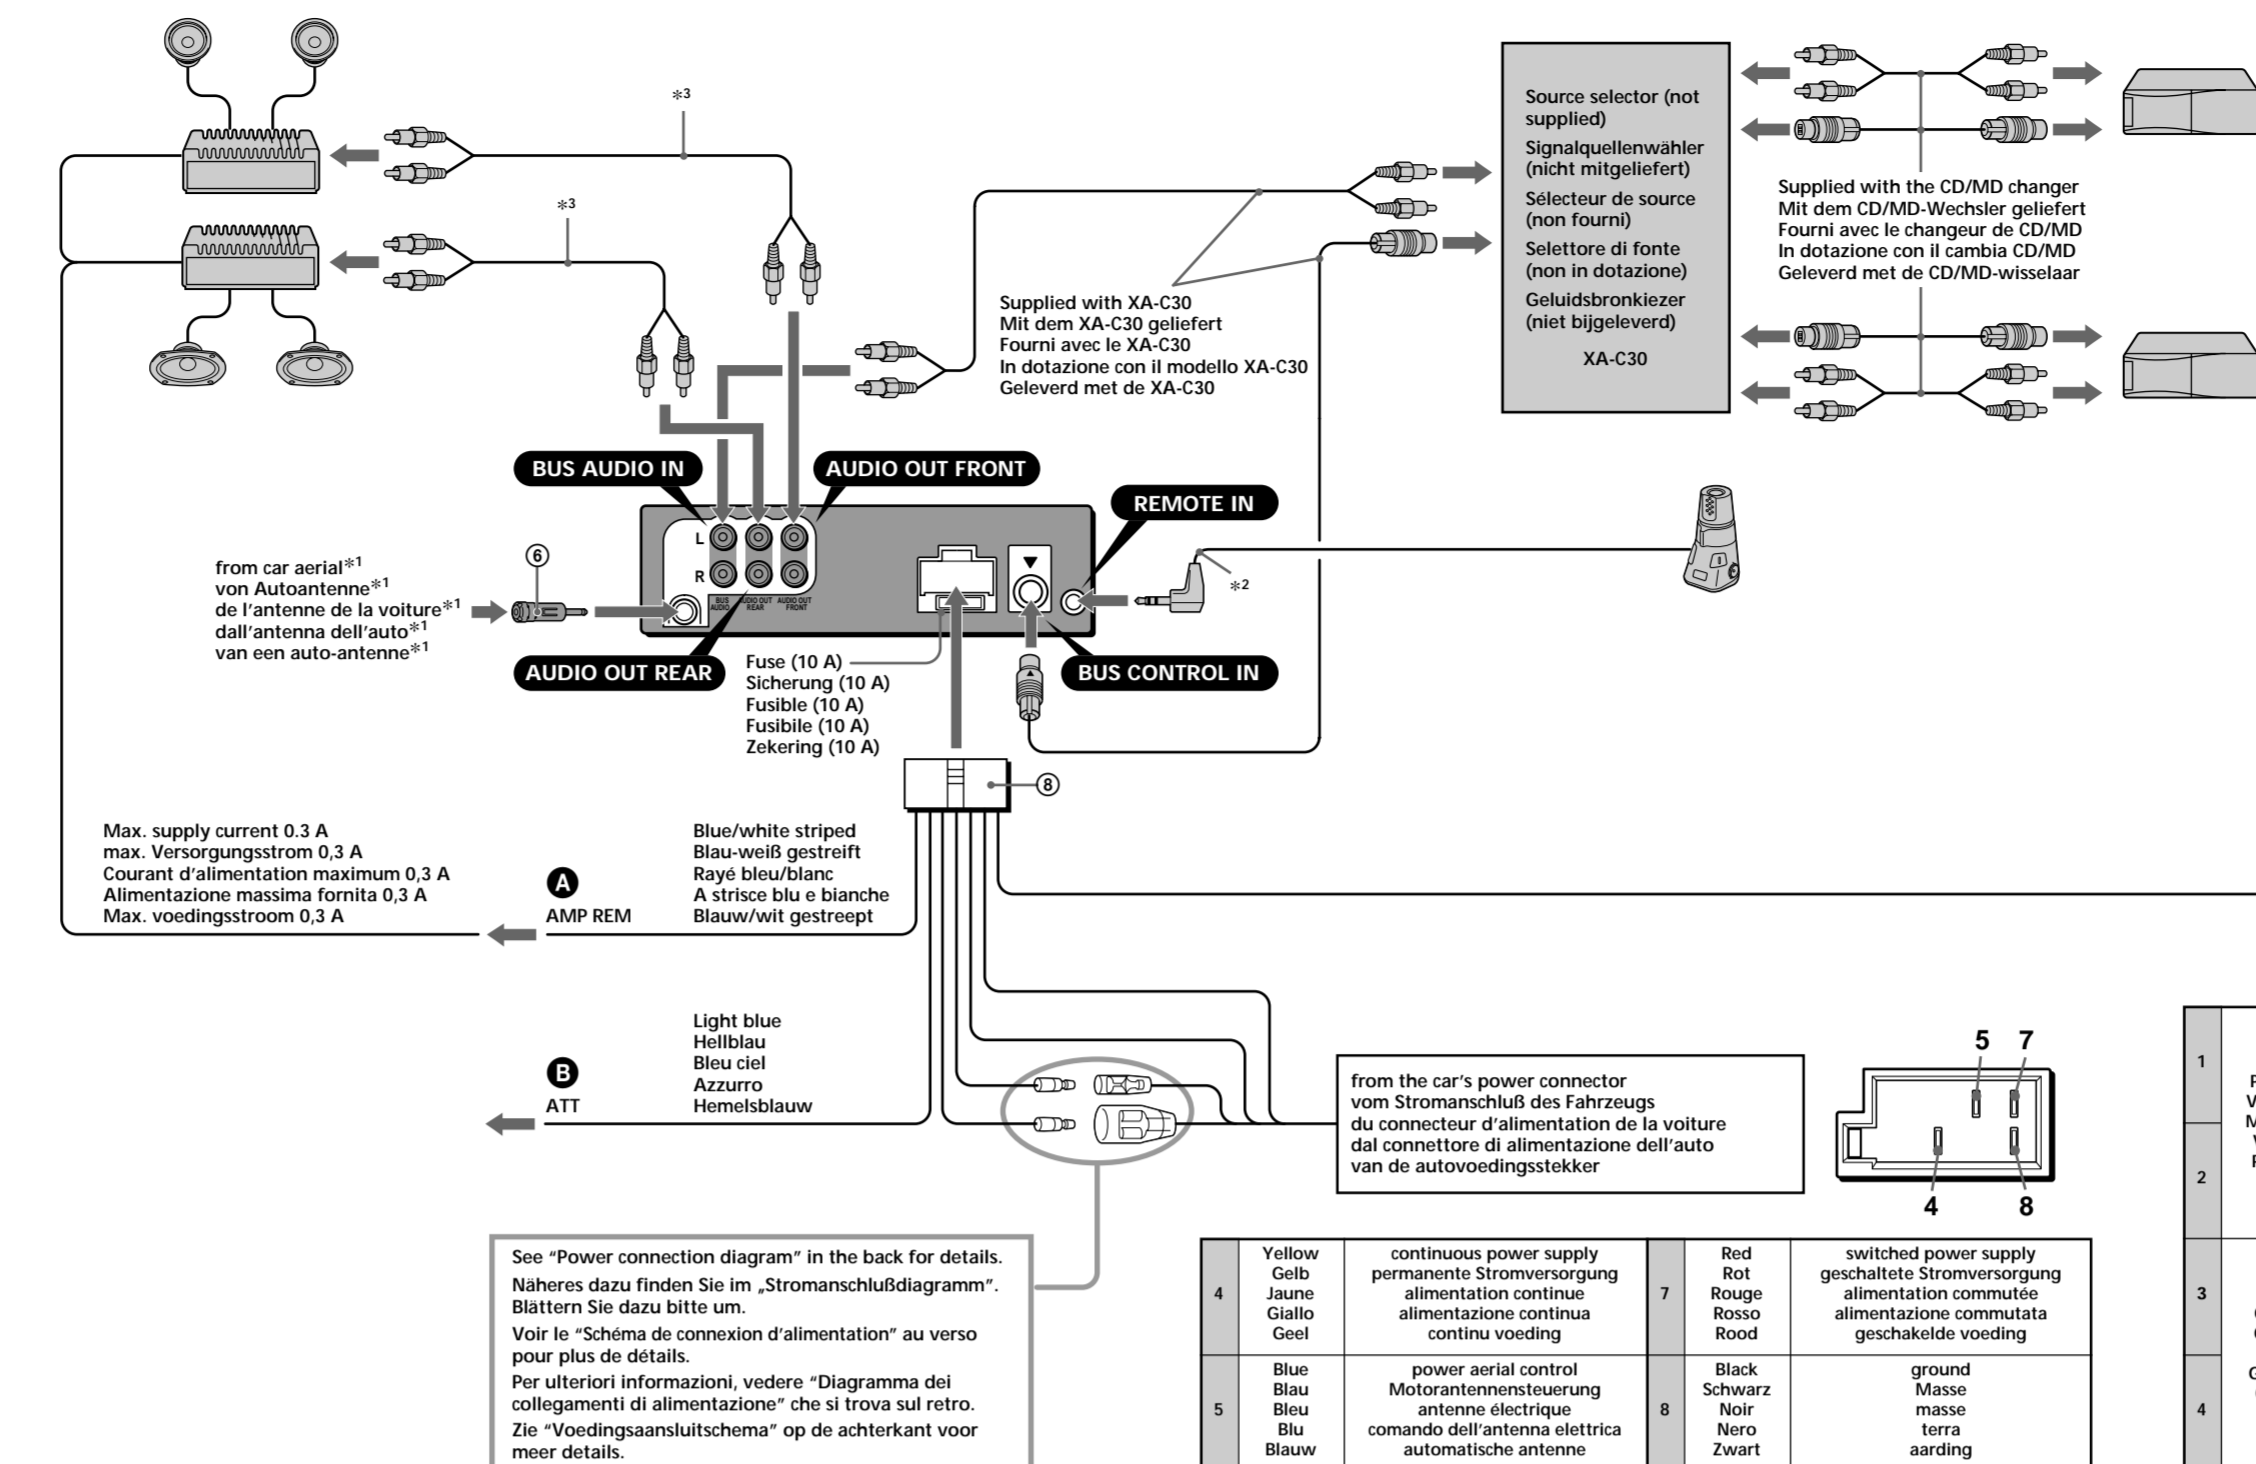 *3
*3
Source selector (not
supplied)
Signalquellenwähler
(nicht mitgeliefert)
Sélecteur de source
(non fourni)
Selettore di fonte
(non in dotazione)
Geluidsbronkiezer
(niet bijgeleverd)
XA-C30
Supplied with the CD/MD changer
Mit dem CD/MD-Wechsler geliefert
Fourni avec le changeur de CD/MD
In dotazione con il cambia CD/MD
Geleverd met de CD/MD-wisselaar
Supplied with XA-C30
Mit dem XA-C30 geliefert
Fourni avec le XA-C30
In dotazione con il modello XA-C30
Geleverd met de XA-C30
BUS AUDIO IN
AUDIO OUT FRONT
REMOTE IN
L
R
BUS AUDIO
AUDIO OUT REAR
AUDIO OUT FRONT
6
from car aerial*1
von Autoantenne*1
de l'antenne de la voiture*1
dall'antenna dell'auto*1
van een auto-antenne*1
*2
AUDIO OUT REAR
BUS CONTROL IN
Fuse (10 A)
Sicherung (10 A)
Fusible (10 A)
Fusibile (10 A)
Zekering (10 A)
8
Max. supply current 0.3 A
max. Versorgungsstrom 0,3 A
Courant d'alimentation maximum 0,3 A
Alimentazione massima fornita 0,3 A
Max. voedingsstroom 0,3 A
A
AMP REM
Blue/white striped
Blau-weiß gestreift
Rayé bleu/blanc
A strisce blu e bianche
Blauw/wit gestreept
B
ATT
Light blue
Hellblau
Bleu ciel
Azzurro
Hemelsblauw
from the car's power connector
vom Stromanschluß des Fahrzeugs
du connecteur d'alimentation de la voiture
dal connettore di alimentazione dell'auto
van de autovoedingsstekker
5 7
4 8
See “Power connection diagram” in the back for details.
Näheres dazu finden Sie im „Stromanschlußdiagramm”.
Blättern Sie dazu bitte um.
Voir le “Schéma de connexion d'alimentation” au verso
pour plus de détails.
Per ulteriori informazioni, vedere “Diagramma dei
collegamenti di alimentazione” che si trova sul retro.
Zie “Voedingsaansluitschema” op de achterkant voor
meer details.
4
Yellow
Gelb
Jaune
Giallo
Geel
continuous power supply
permanente Stromversorgung
alimentation continue
alimentazione continua
continu voeding
7
Red
Rot
Rouge
Rosso
Rood
switched power supply
geschaltete Stromversorgung
alimentation commutée
alimentazione commutata
geschakelde voeding
5
Blue
Blau
Bleu
Blu
Blauw
power aerial control
Motorantennensteuerung
antenne électrique
comando dell'antenna elettrica
automatische antenne
8
Black
Schwarz
Noir
Nero
Zwart
ground
Masse
masse
terra
aarding
1
2
3
4